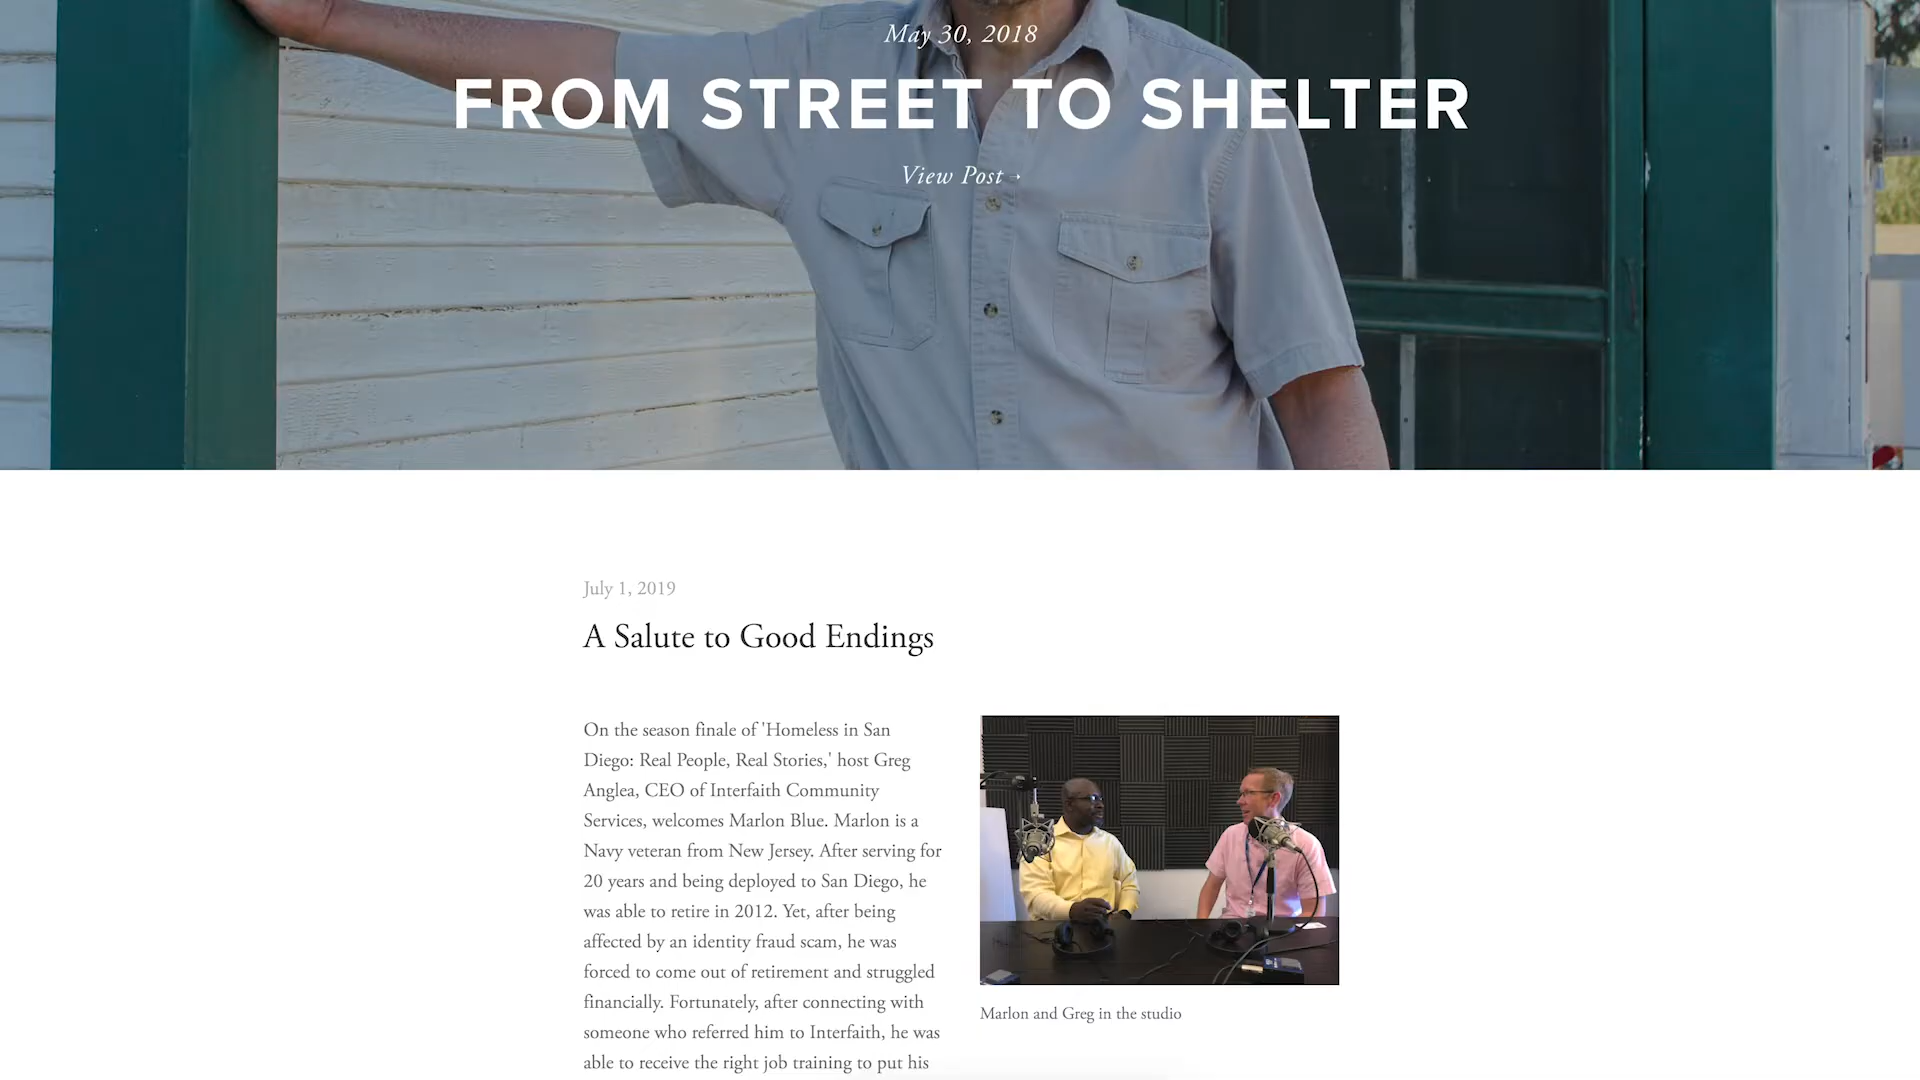 May 30, 2018
FROM STREET TO SHELTER
View Post →
July 1, 2019
A Salute to Good Endings
On the season finale of 'Homeless in San
Diego: Real People, Real Stories,' host Greg
Anglea, CEO of Interfaith Community
Services, welcomes Marlon Blue. Marlon is a
Navy veteran from New Jersey. After serving for
20 years and being deployed to San Diego, he
was able to retire in 2012. Yet, after being
affected by an identity fraud scam, he was
forced to come out of retirement and struggled
financially. Fortunately, after connecting with
someone who referred him to Interfaith, he was
able to receive the right job training to put his
Marlon and Greg in the studio